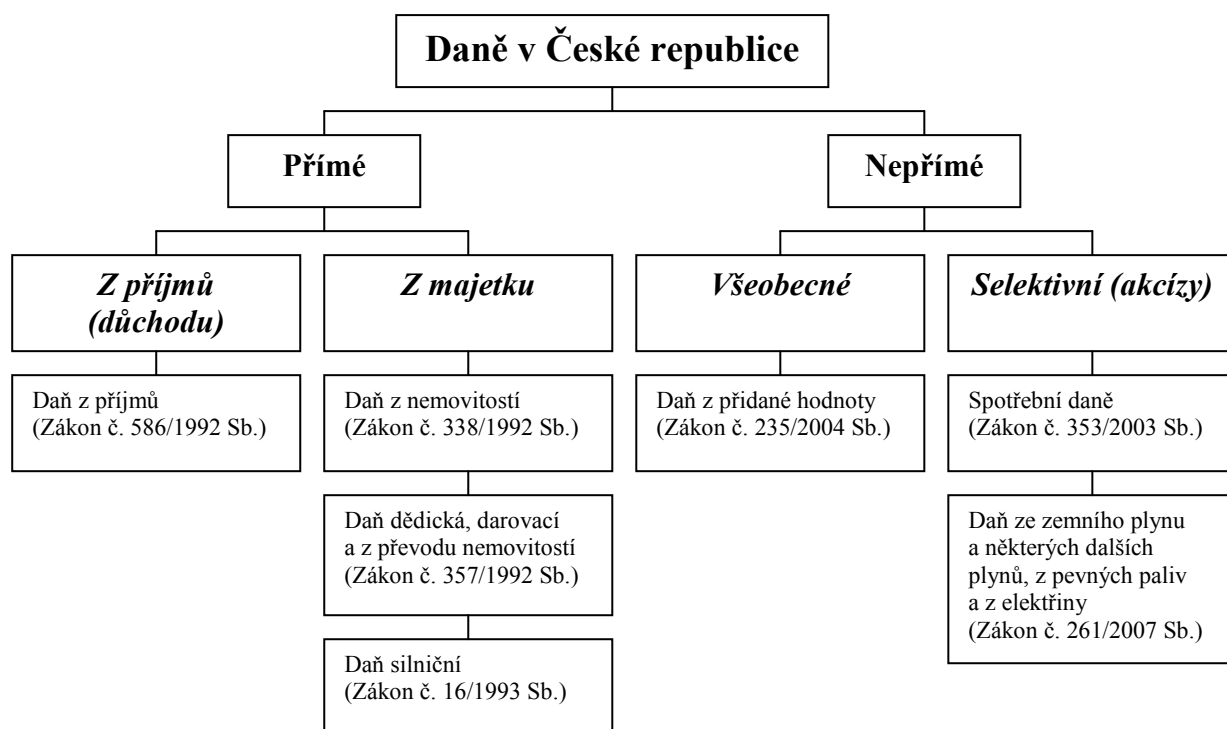 Daně v České republice
Přímé
Nepřímé
Z příjmů
(důchodu)
Z majetku
Všeobecné
Selektivní (akcízy)
Daň z příjmů
(Zákon č. 586/1992 Sb.)
Daň z nemovitostí
(Zákon č. 338/1992 Sb.)
Daň z přidané hodnoty
(Zákon č. 235/2004 Sb.)
Spotřební daně
(Zákon č. 353/2003 Sb.)
Daň dědická, darovací
a z převodu nemovitostí
(Zákon č. 357/1992 Sb.)
Daň ze zemního plynu
a některých dalších
plynů, z pevných paliv
a z elektřiny
(Zákon č. 261/2007 Sb.)
Daň silniční
(Zákon č. 16/1993 Sb.)